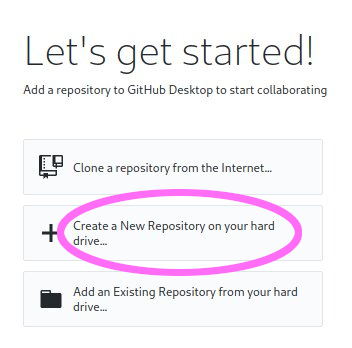 Let's get started!
Add a repository to GitHub Desktop to start collaborating
Clone a repository from the Internet...
Create a New Repository on your hard
drive...
Add an Existing Repository from your hard
drive...